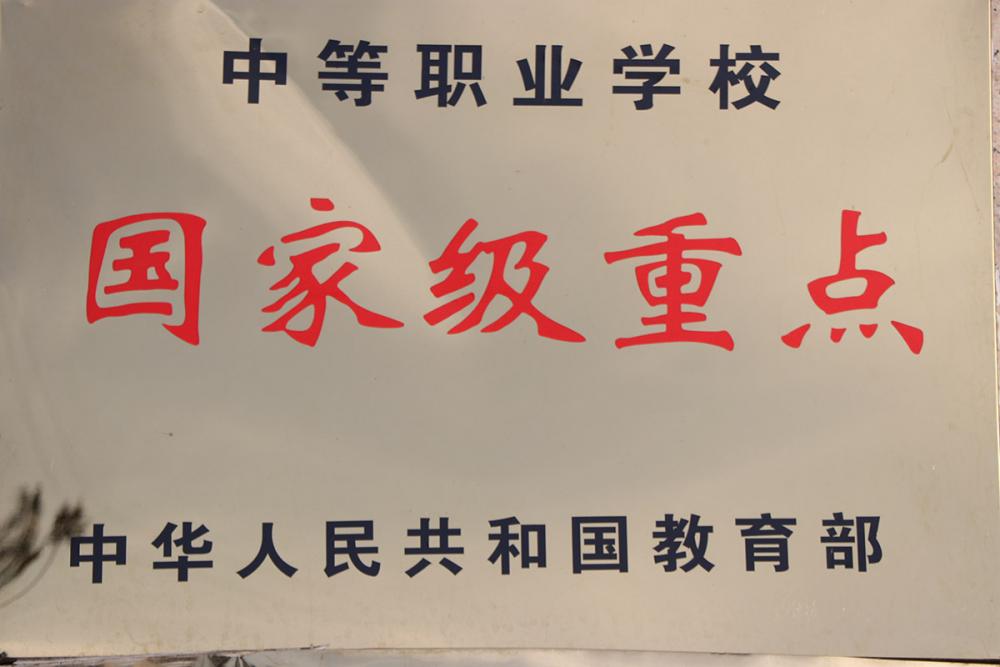 中等职业学校
国家级重点
中华人民共和国教育部